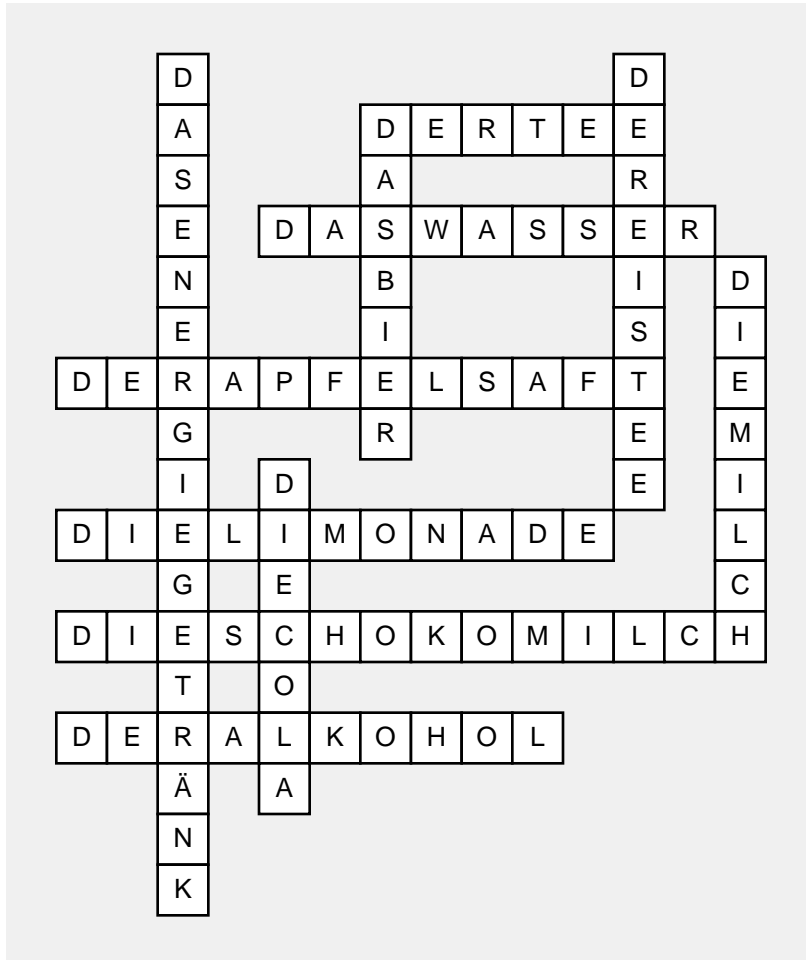 DASENERGIEGETRÄNK
DEREISTEE
DERTEE
DASBIER
DASWASSER
DIEMILCH
DERAPFELSAFT
DIECOLA
DIELIMONADE
DIESCHOKOMILCH
DERALKOHOL